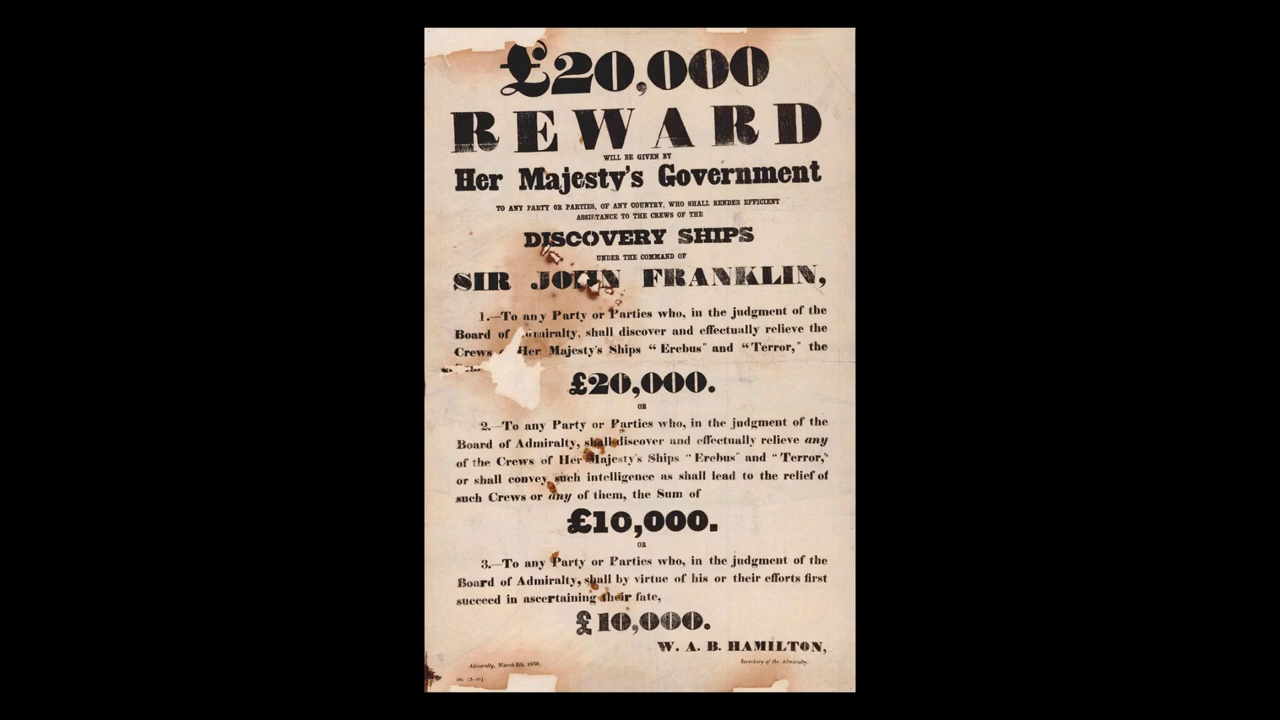 £20,000
REWARD
WILL BE GIVEN BY
Her Majesty's Government
TO ANY PARTY OR PARTIES, OF ANY COUNTRY, WHO SHALL RENDER EFFICIENT
ASSISTANCE TO THE CREWS OF THE
DISCOVERY SHIPS
UNDER THE COMMAND OF
SIR JOHN FRANKLIN,
1.—To any Party or Parties who, in the judgment of the
Board of Admiralty, shall discover and effectually relieve the
Crews Her Majesty's Ships “Erebus” and “Terror,” the
£20,000.
OR
2.—To any Party or Parties who, in the judgment of the
Board of Admiralty, shall discover and effectually relieve any
of the Crews of Her Majesty's Ships “Erebus” and “Terror,”
or shall convey such intelligence as shall lead to the relief of
such Crews or any of them, the Sum of
£10,000.
OR
3.—To any Party or Parties who, in the judgment of the
Board of Admiralty, shall by virtue of his or their efforts first
succeed in ascertaining their fate,
£10,000.
W. A. B. HAMILTON,
Admiralty, March 8th, 1850.
Secretary of the Admiralty.